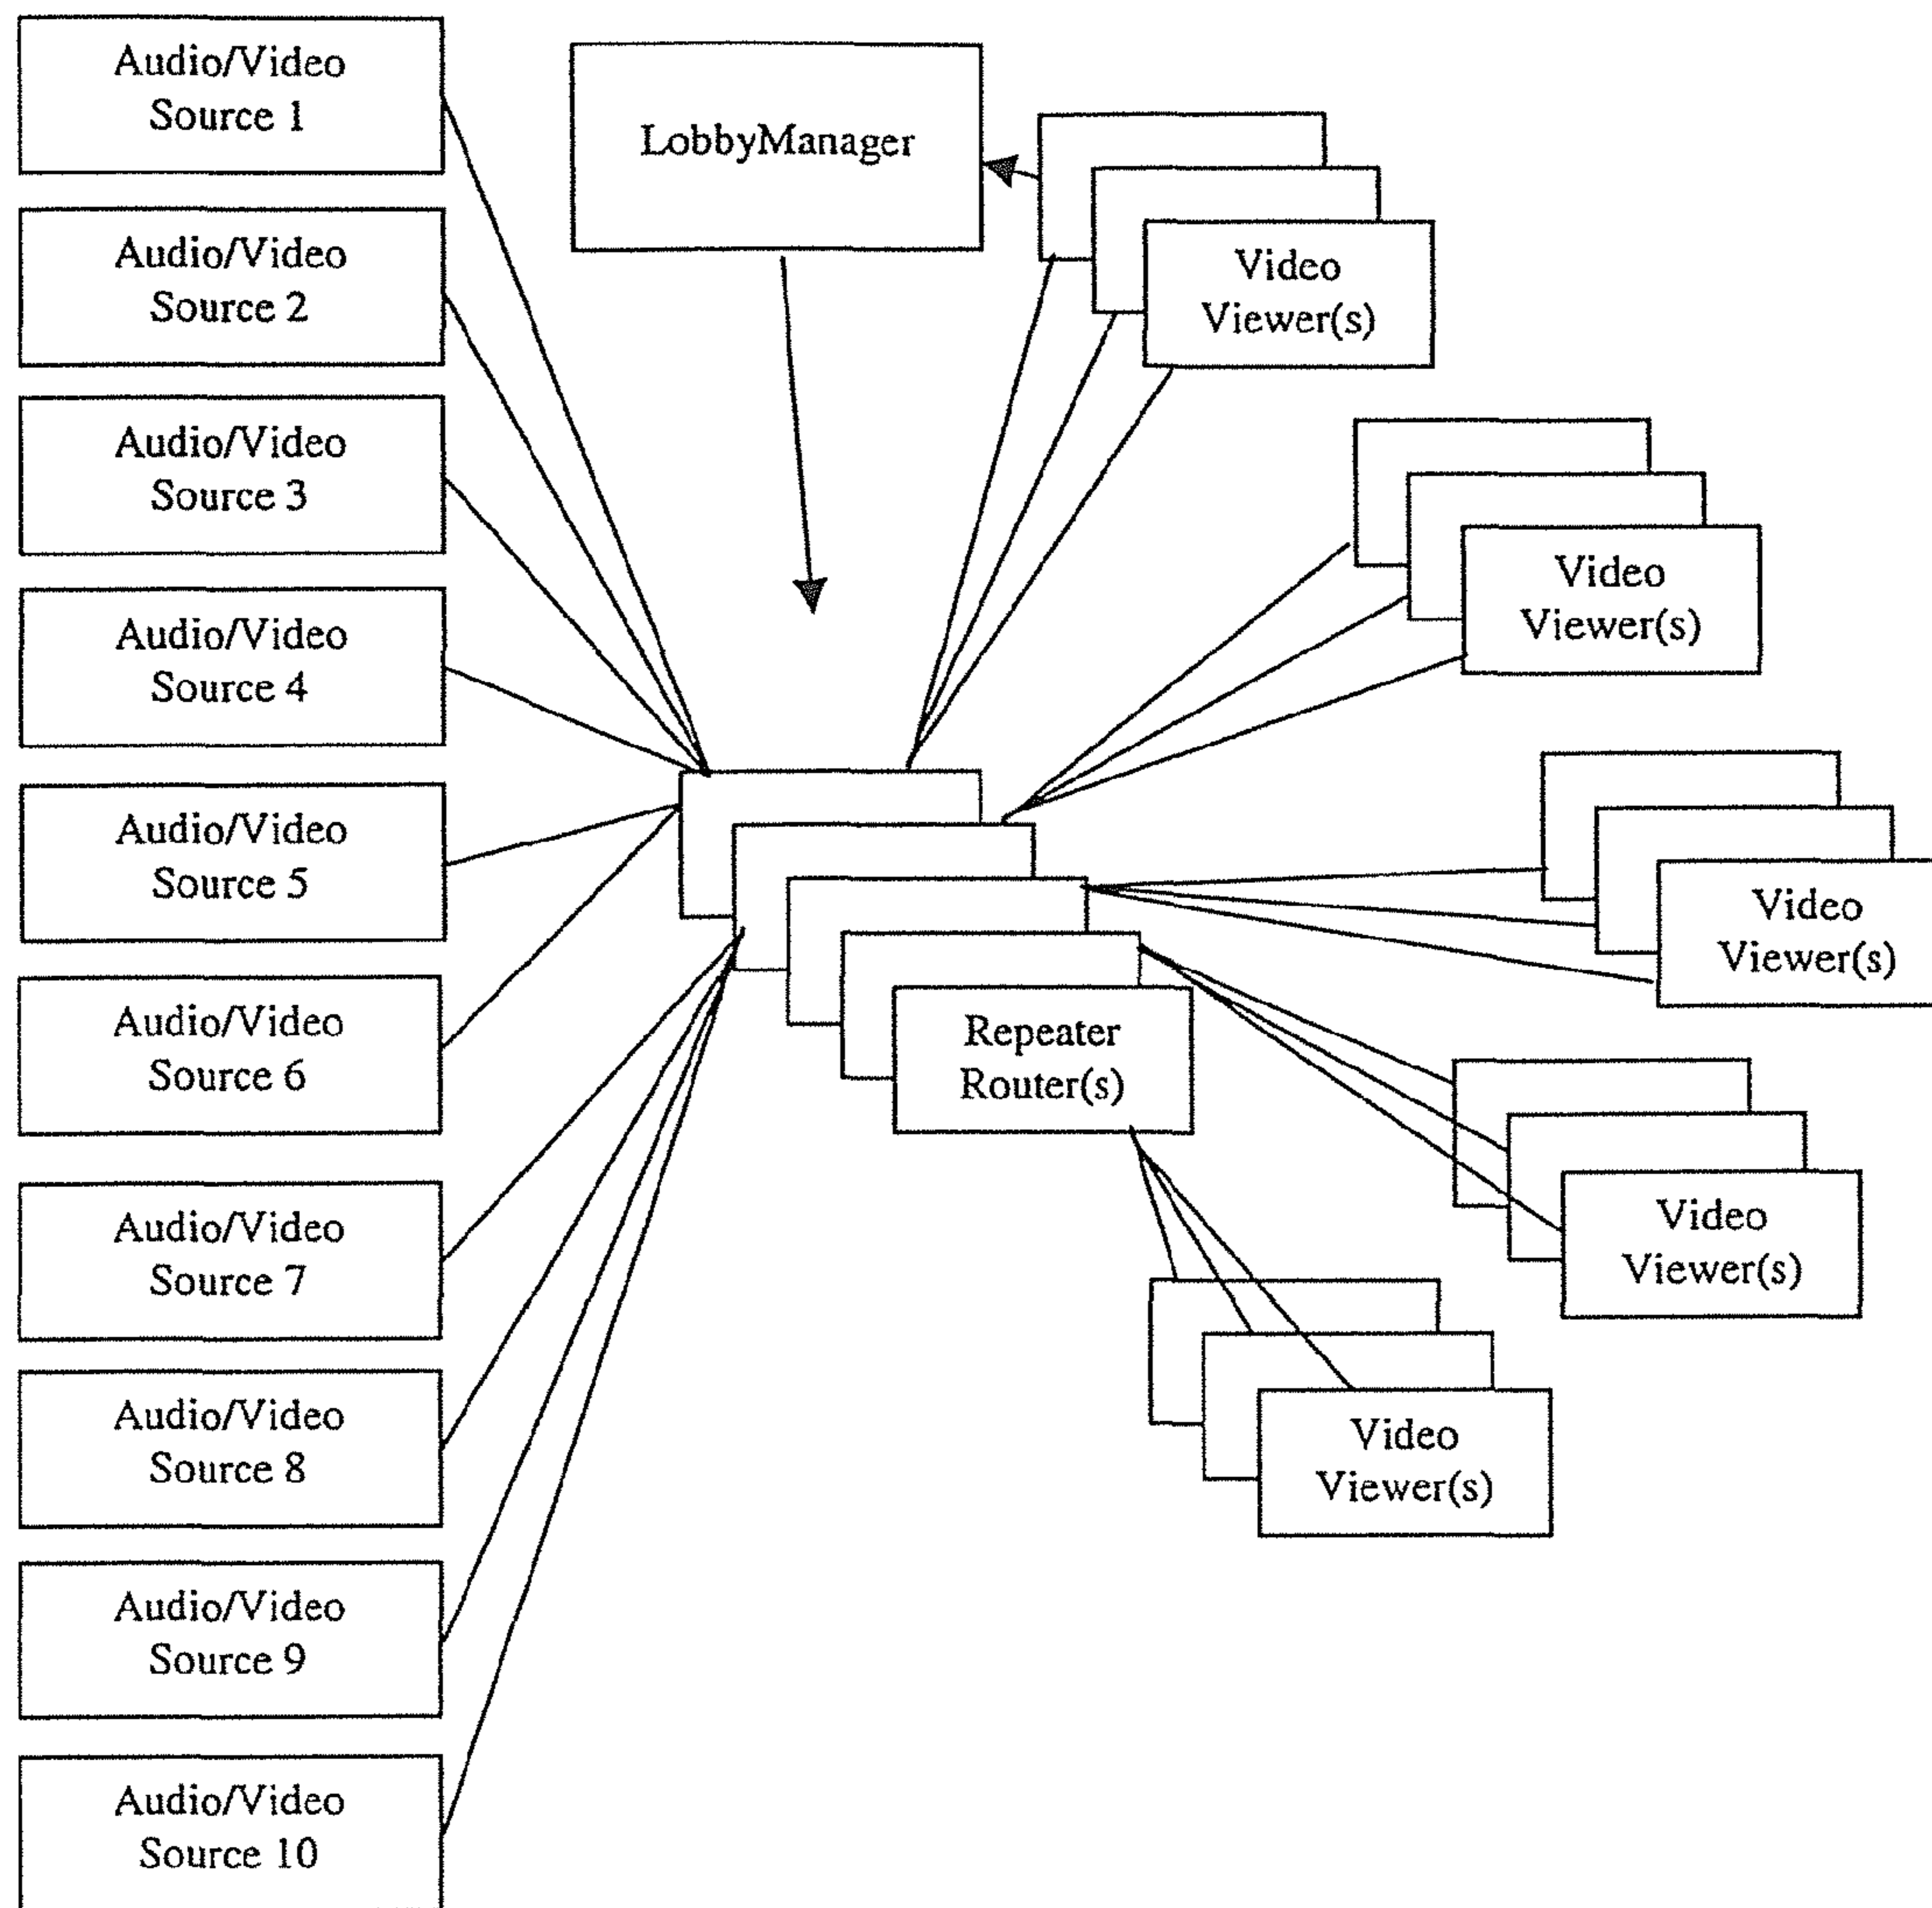 Audio/Video
Source 1
Audio/Video
Source 2
Audio/Video
Source 3
Audio/Video
Source 4
Audio/Video
Source 5
Audio/Video
Source 6
Audio/Video
Source 7
Audio/Video
Source 8
Audio/Video
Source 9
Audio/Video
Source 10
LobbyManager
Repeater
Router(s)
Video
Viewer(s)
Video
Viewer(s)
Video
Viewer(s)
Video
Viewer(s)
Video
Viewer(s)